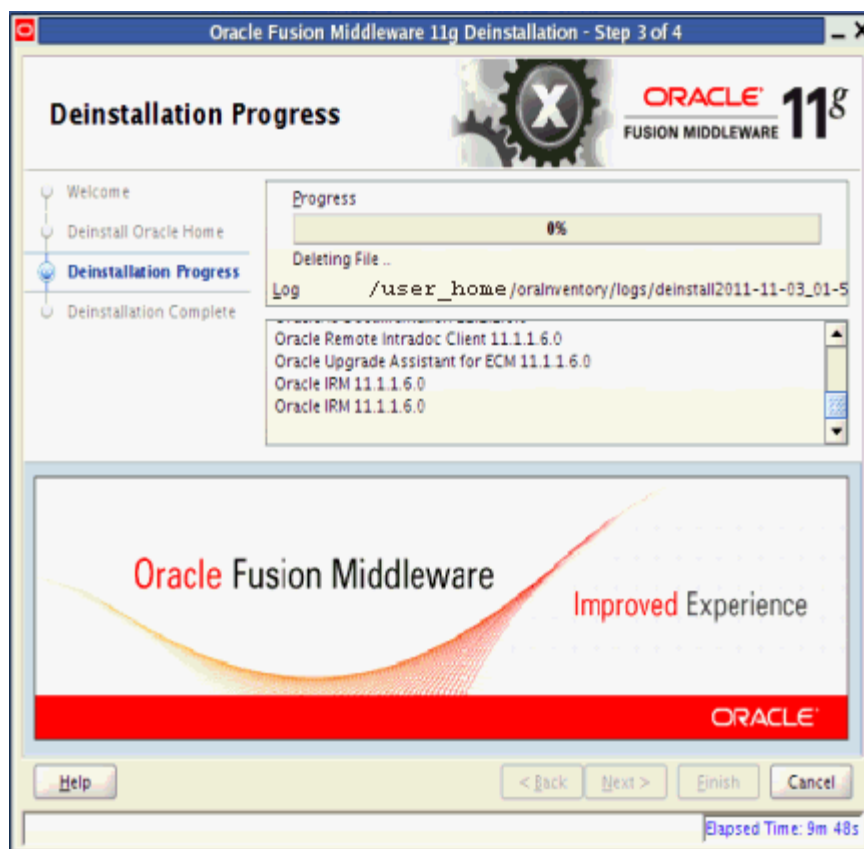 Oracle Fusion Middleware 11g Deinstallation - Step 3 of 4
Deinstallation Progress
ORACLE
FUSION MIDDLEWARE
11g
Welcome
Deinstall Oracle Home
Deinstallation Progress
Deinstallation Complete
Progress
0%
Deleting File ..
Log /user_home/oraInventory/logs/deinstall2011-11-03_01-5
Oracle Remote Intradoc Client 11.1.1.6.0
Oracle Upgrade Assistant for ECM 11.1.1.6.0
Oracle IRM 11.1.1.6.0
Oracle IRM 11.1.1.6.0
Oracle Fusion Middleware
Improved Experience
ORACLE
Help
< Back
Next >
Finish
Cancel
Elapsed Time: 9m 48s